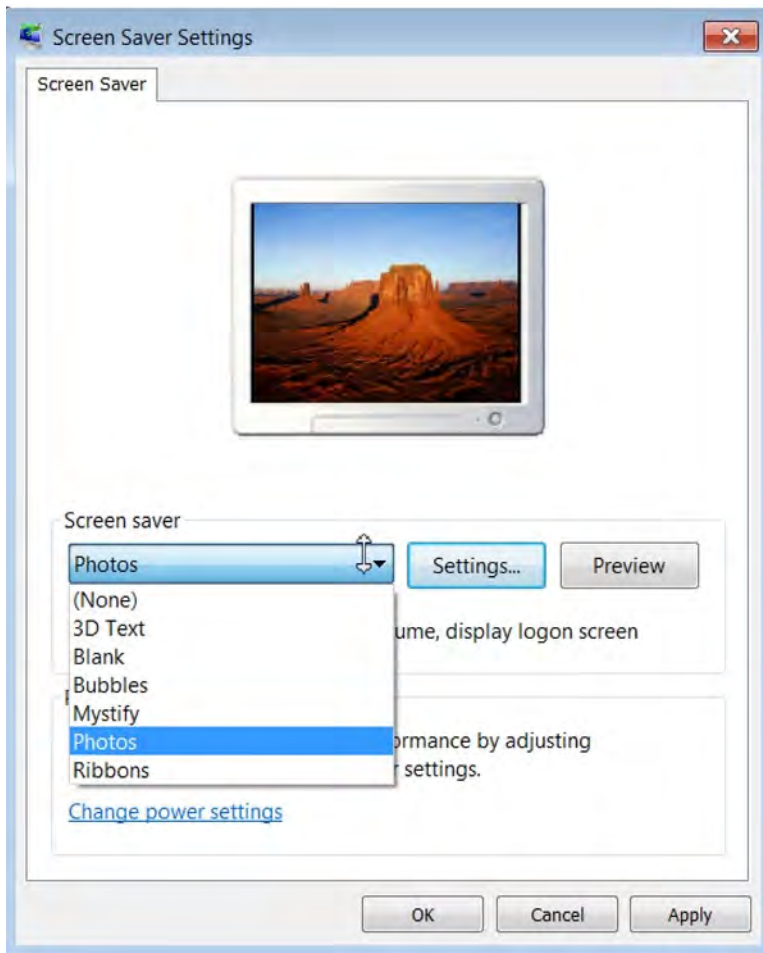 Screen Saver Settings
Screen Saver
Screen saver
Photos
Settings...
Preview
(None)
3D Text
Blank
Bubbles
Mystify
Photos
Ribbons
ume, display logon screen
ormance by adjusting
r settings.
Change power settings
OK
Cancel
Apply